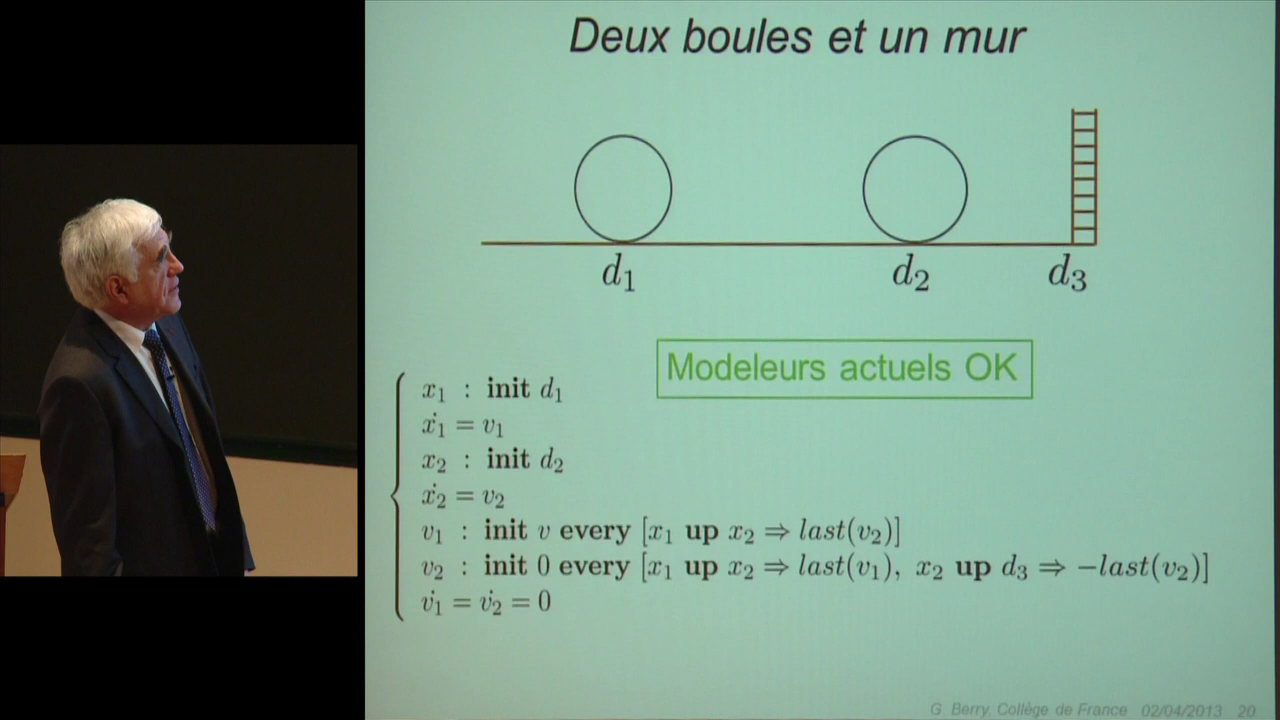 Deux boules et un mur
d₁ d₂ d₃
Modeleurs actuels OK
x₁ : init d₁
ẋ₁ = v₁
x₂ : init d₂
ẋ₂ = v₂
v₁ : init v every [x₁ up x₂ ⇒ last(v₂)]
v₂ : init 0 every [x₁ up x₂ ⇒ last(v₁), x₂ up d₃ ⇒ −last(v₂)]
v̇₁ = v̇₂ = 0
G. Berry, Collège de France 02/04/2013 20